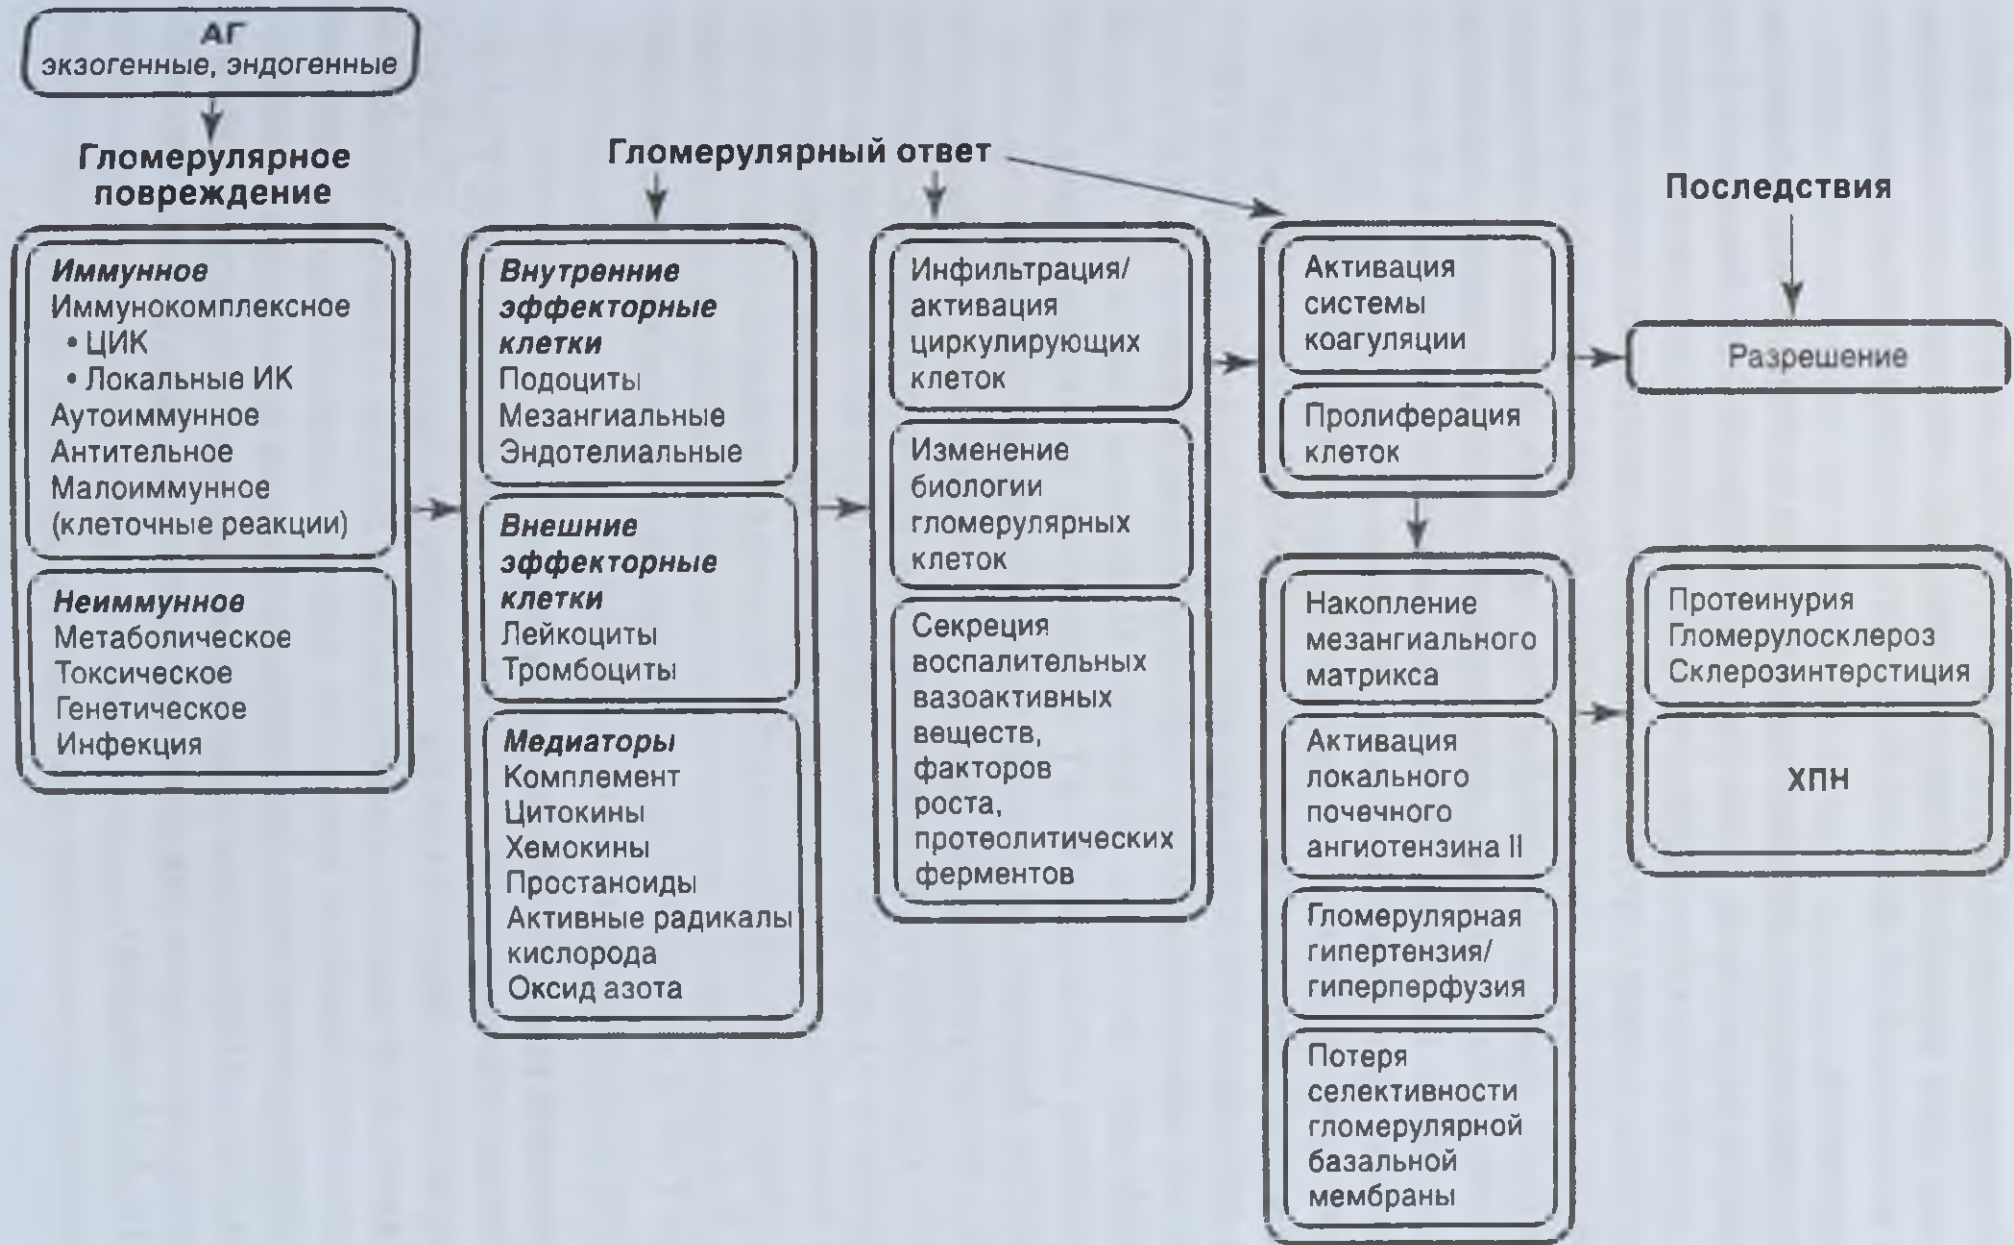 АГ
экзогенные, эндогенные
Гломерулярное
повреждение
Иммунное
Иммунокомплексное
• ЦИК
• Локальные ИК
Аутоиммунное
Антительное
Малоиммунное
(клеточные реакции)
Неиммунное
Метаболическое
Токсическое
Генетическое
Инфекция
Гломерулярный ответ
Внутренние
эффекторные
клетки
Подоциты
Мезангиальные
Эндотелиальные
Внешние
эффекторные
клетки
Лейкоциты
Тромбоциты
Медиаторы
Комплемент
Цитокины
Хемокины
Простаноиды
Активные радикалы
кислорода
Оксид азота
Инфильтрация/
активация
циркулирующих
клеток
Изменение
биологии
гломерулярных
клеток
Секреция
воспалительных
вазоактивных
веществ,
факторов
роста,
протеолитических
ферментов
Активация
системы
коагуляции
Пролиферация
клеток
Накопление
мезангиального
матрикса
Активация
локального
почечного
ангиотензина II
Гломерулярная
гипертензия/
гиперперфузия
Потеря
селективности
гломерулярной
базальной
мембраны
Последствия
Разрешение
Протеинурия
Гломерулосклероз
Склерозинтерстиция
ХПН